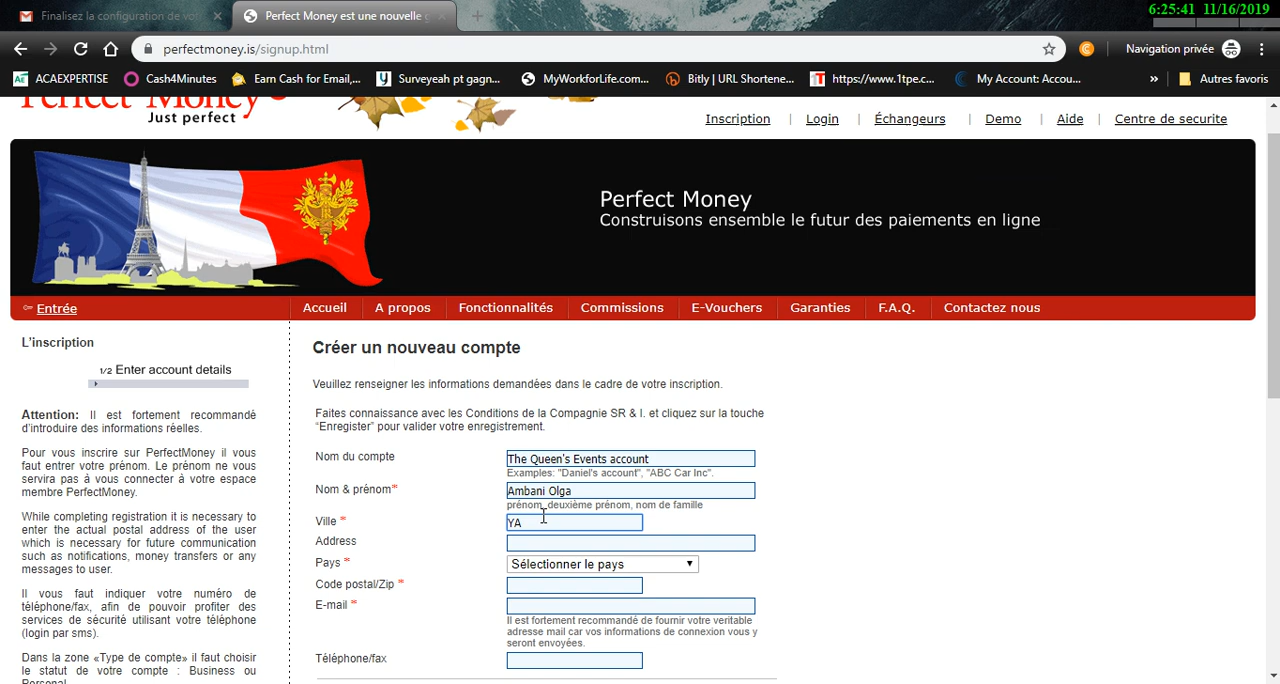 6:25:41 11/16/2019
Finalisez la configuration de vot
Perfect Money est une nouvelle g
perfectmoney.is/signup.html
Navigation privée
ACAEXPERTISE
Cash4Minutes
Earn Cash for Email,...
Surveyeah pt gagn...
MyWorkforLife.com...
Bitly | URL Shortene...
https://www.1tpe.c...
My Account: Accou...
»
Autres favoris
Perfect Money
Just perfect
Inscription | Login | Échangeurs | Demo | Aide | Centre de securite
Perfect Money
Construisons ensemble le futur des paiements en ligne
Entrée
Accueil
A propos
Fonctionnalités
Commissions
E-Vouchers
Garanties
F.A.Q.
Contactez nous
L'inscription
1/2 Enter account details
Attention: Il est fortement recommandé
d'introduire des informations réelles.
Pour vous inscrire sur PerfectMoney il vous
faut entrer votre prénom. Le prénom ne vous
servira pas à vous connecter à votre espace
membre PerfectMoney.
While completing registration it is necessary to
enter the actual postal address of the user
which is necessary for future communication
such as notifications, money transfers or any
messages to user.
Il vous faut indiquer votre numéro de
téléphone/fax, afin de pouvoir profiter des
services de sécurité utilisant votre téléphone
(login par sms).
Dans la zone «Type de compte» il faut choisir
le statut de votre compte : Business ou
Personal
Créer un nouveau compte
Veuillez renseigner les informations demandées dans le cadre de votre inscription.
Faites connaissance avec les Conditions de la Compagnie SR & I. et cliquez sur la touche
“Enregister” pour valider votre enregistrement.
Nom du compte
The Queen's Events account
Examples: "Daniel's account", "ABC Car Inc".
Nom & prénom*
Ambani Olga
prénom, deuxième prénom, nom de famille
Ville *
YA
Address
Pays *
Sélectionner le pays
Code postal/Zip *
E-mail *
Il est fortement recommandé de fournir votre veritable
adresse mail car vos informations de connexion vous y
seront envoyées.
Téléphone/fax